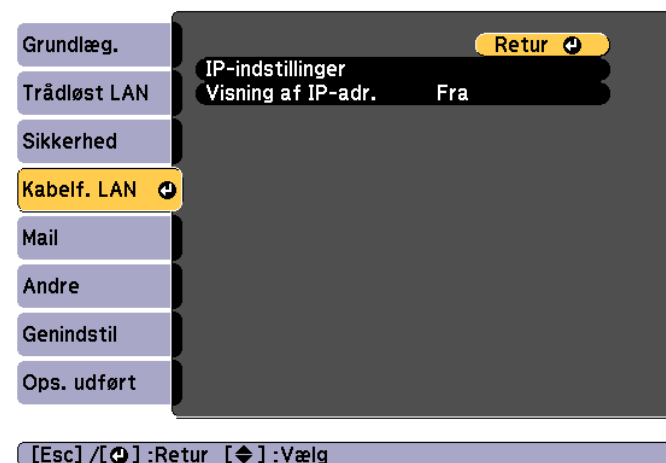 Grundlæg.
Trådløst LAN
Sikkerhed
Kabelf. LAN
Mail
Andre
Genindstil
Ops. udført
Retur
IP-indstillinger
Visning af IP-adr. Fra
[Esc] /[⏎] :Retur [◆] :Vælg